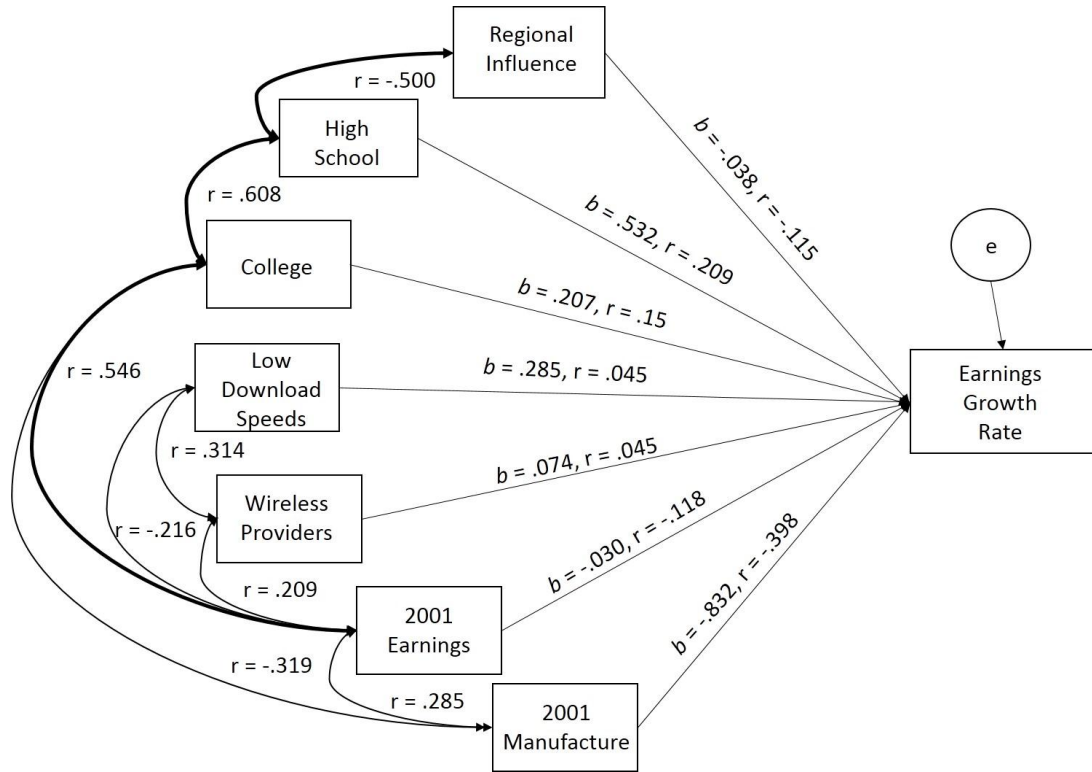 Regional
Influence
r = -.500
High
School
b = -.038, r = -.115
r = .608
b = .532, r = .209
College
e
b = .207, r = .15
r = .546
Low
Download
Speeds
b = .285, r = .045
Earnings
Growth
Rate
r = .314
b = .074, r = .045
Wireless
Providers
r = -.216
b = -.030, r = -.118
r = .209
2001
Earnings
b = -.832, r = -.398
r = -.319
r = .285
2001
Manufacture